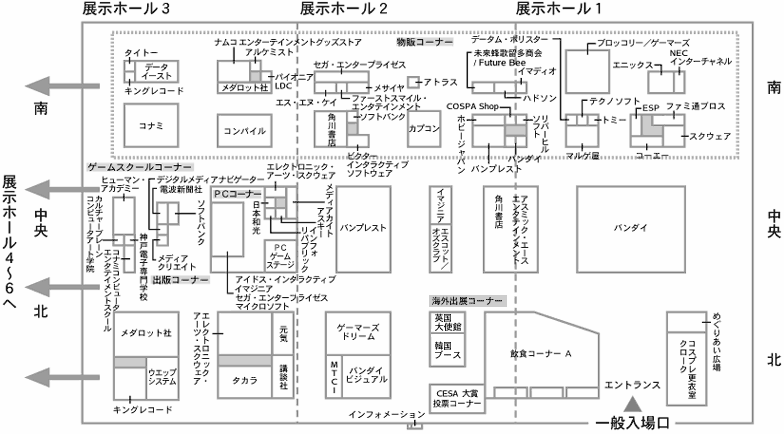 展示ホール 3
展示ホール 2
展示ホール 1
南
中央
北
展示ホール4〜6へ
南
中央
北
物販コーナー
タイトー
データ
イースト
キングレコード
コナミ
ナムコ エンターテインメントグッズストア
アルケミスト
パイオニア
LDC
メダロット社
エス・エヌ・ケイ
コンパイル
セガ・エンタープライゼス
メサイヤ
ファーストスマイル・
エンタテインメント
ソフトバンク
角川
書店
ビクター
インタラクティブ
ソフトウェア
アトラス
カプコン
データム・ポリスター
未来蜂歌留多商会
/ Future Bee
イマディオ
ハドソン
COSPA Shop
ホビージャパン
リバーヒル
ソフト
バンダイ
バンプレスト
ブロッコリー／ゲーマーズ
NEC
インターチャネル
エニックス
テクノソフト
トミー
マルゲ屋
ESP
ファミ通ブロス
スクウェア
コーエー
ゲームスクールコーナー
ヒューマン・
アカデミー
カルチャーブレーン
コンピュータアート学院
コナミコンピュータ
エンタテイメントスクール
神戸電子専門学校
デジタルメディアナビゲーター
電波新聞社
ソフトバンク
メディア
クリエイト
出版コーナー
PCコーナー
エレクトロニック・
アーツ・スクウェア
日本和光
メディアカイト
アスキー
インフォ
リパブリック
PC
ゲーム
ステージ
アイドス・インタラクティブ
イマジニア
セガ・エンタープライゼス
マイクロソフト
バンプレスト
イマジニア
エスコット／
オズクラブ
角川書店
アスミック・エース
エンタテインメント
バンダイ
海外出展コーナー
メダロット社
ウエッブ
システム
キングレコード
エレクトロニック・
アーツ・スクウェア
元気
講談社
タカラ
ゲーマーズ
ドリーム
MTCI
バンダイ
ビジュアル
英国
大使館
韓国
ブース
CESA 大賞
投票コーナー
飲食コーナー A
めぐりあい広場
コスプレ更衣室
クローク
エントランス
一般入場口
インフォメーション